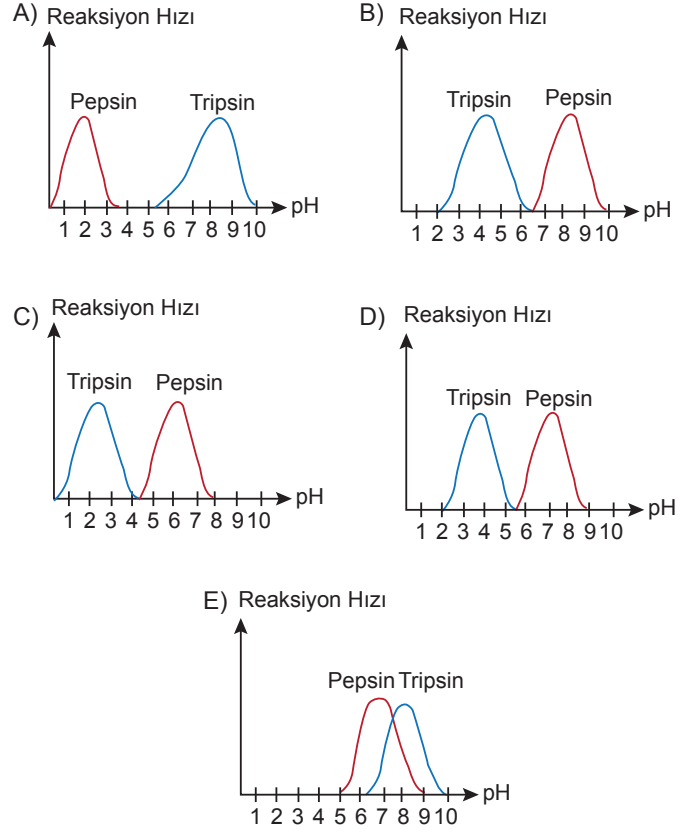 A) Reaksiyon Hızı
Pepsin Tripsin
pH
1 2 3 4 5 6 7 8 9 10
B) Reaksiyon Hızı
Tripsin Pepsin
pH
1 2 3 4 5 6 7 8 9 10
C) Reaksiyon Hızı
Tripsin Pepsin
pH
1 2 3 4 5 6 7 8 9 10
D) Reaksiyon Hızı
Tripsin Pepsin
pH
1 2 3 4 5 6 7 8 9 10
E) Reaksiyon Hızı
Pepsin Tripsin
pH
1 2 3 4 5 6 7 8 9 10